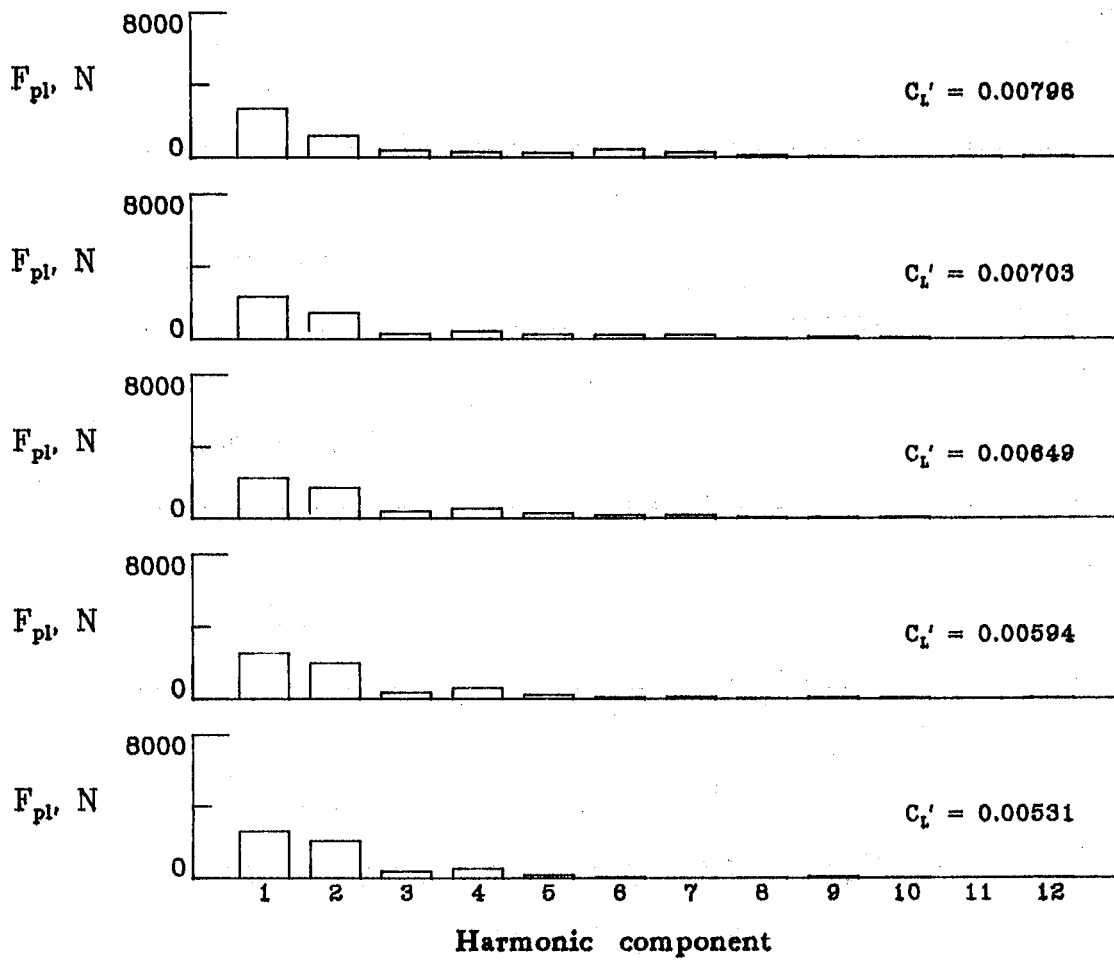 8000
F_pl, N
C_L' = 0.00796
0
8000
F_pl, N
C_L' = 0.00703
0
8000
F_pl, N
C_L' = 0.00649
0
8000
F_pl, N
C_L' = 0.00594
0
8000
F_pl, N
C_L' = 0.00531
0
1 2 3 4 5 6 7 8 9 10 11 12
Harmonic component